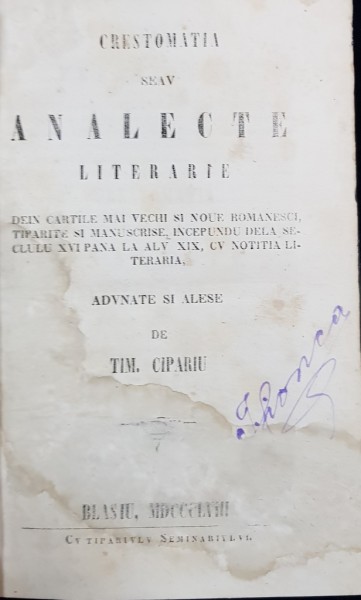 CRESTOMATIA
SEAV
ANALECTE
LITERARIE
DEIN CARTILE MAI VECHI SI NOUE ROMANESCI,
TIPARITE SI MANUSCRISE, INCEPUNDU DELA SE-
CLULU XVI PANA LA ALV XIX, CV NOTITIA LI-
TERARIA,
ADVNATE SI ALESE
DE
TIM. CIPARIU
BLASIU, MDCCCLVIII
CV TIPARIVLV SEMINARIVLVI.